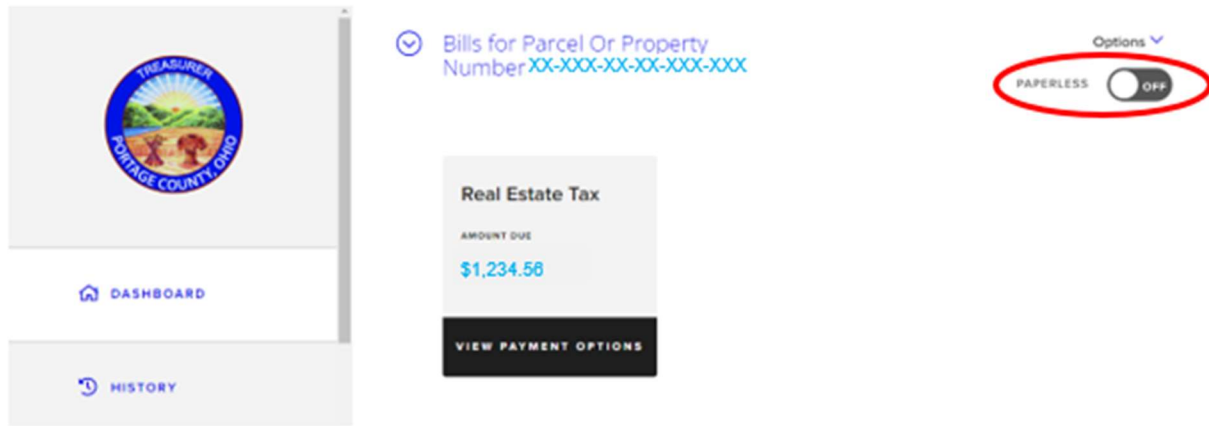 TREASURER
PORTAGE COUNTY, OHIO
DASHBOARD
HISTORY
Bills for Parcel Or Property
Number XX-XXX-XX-XX-XXX-XXX
Options
PAPERLESS OFF
Real Estate Tax
AMOUNT DUE
$1,234.56
VIEW PAYMENT OPTIONS